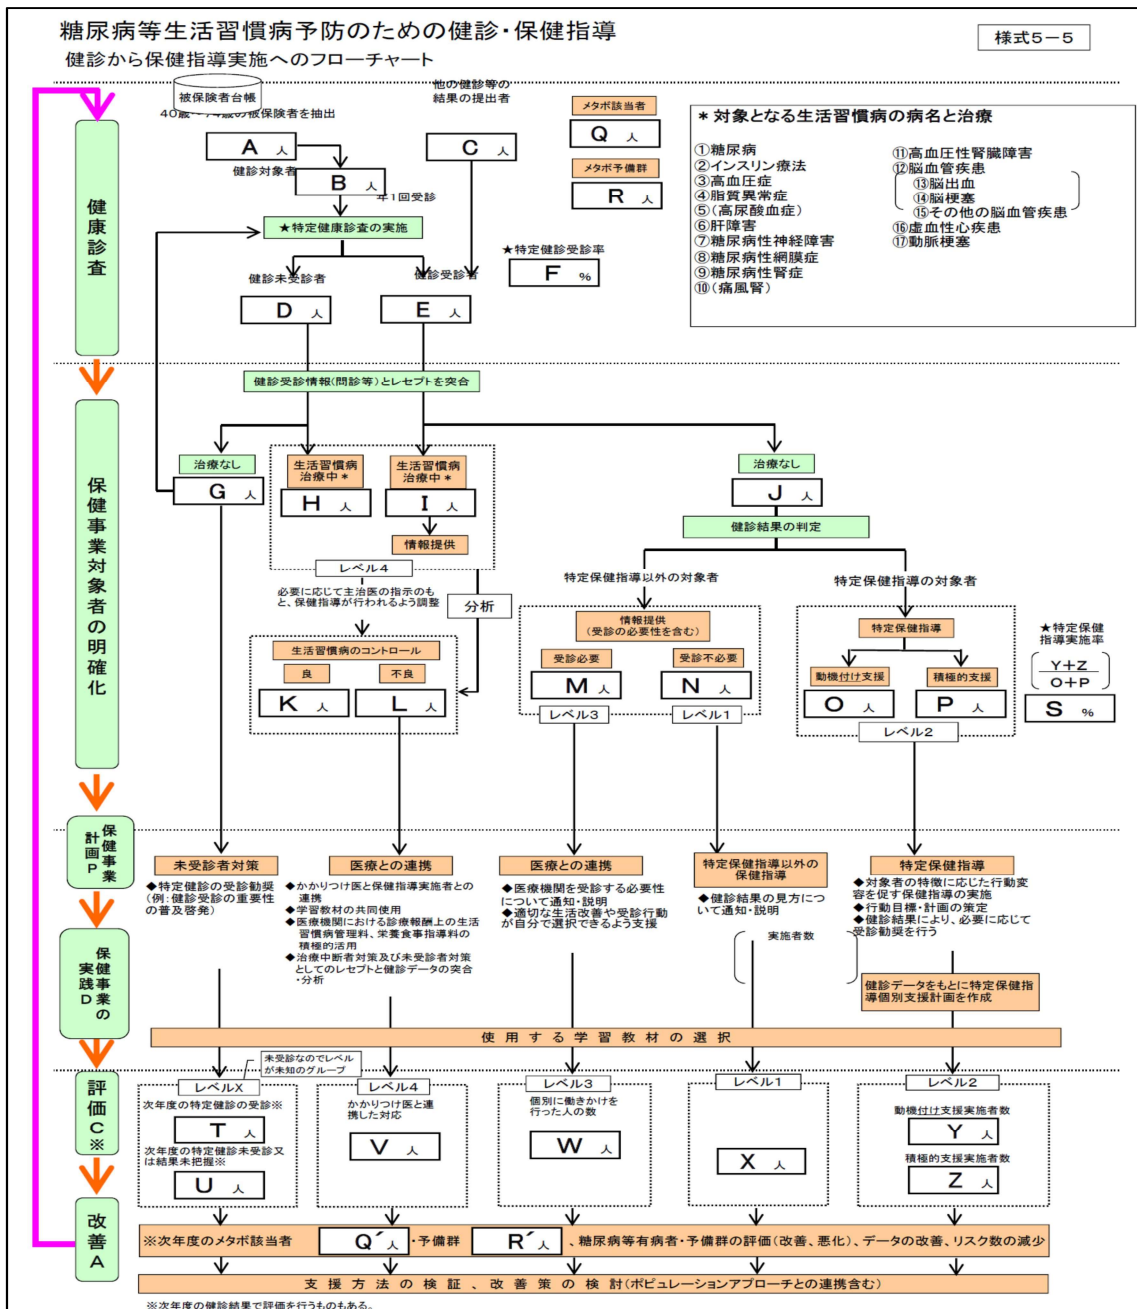 糖尿病等生活習慣病予防のための健診・保健指導
様式5-5
健診から保健指導実施へのフローチャート
被保険者台帳
40歳～74歳の被保険者を抽出
他の健診等の
結果の提出者
A 人
C 人
健診対象者
B 人
年1回受診
メタボ該当者
Q 人
メタボ予備群
R 人
★特定健康診査の実施
★特定健診受診率
F %
健診未受診者
健診受診者
D 人
E 人
*対象となる生活習慣病の病名と治療
①糖尿病
②インスリン療法
③高血圧症
④脂質異常症
⑤(高尿酸血症)
⑥肝障害
⑦糖尿病性神経障害
⑧糖尿病性網膜症
⑨糖尿病性腎症
⑩(痛風腎)
⑪高血圧性腎臓障害
⑫脳血管疾患
⑬脳出血
⑭脳梗塞
⑮その他の脳血管疾患
⑯虚血性心疾患
⑰動脈梗塞
健康診査
健診受診情報(問診等)とレセプトを突合
保健事業対象者の明確化
治療なし
G 人
生活習慣病
治療中*
H 人
生活習慣病
治療中*
I 人
情報提供
レベル4
治療なし
J 人
健診結果の判定
必要に応じて主治医の指示のも
と、保健指導が行われるよう調整
分析
生活習慣病のコントロール
良
不良
K 人
L 人
特定保健指導以外の対象者
情報提供
(受診の必要性を含む)
受診必要
受診不必要
M 人
N 人
レベル3
レベル1
特定保健指導の対象者
特定保健指導
動機付け支援
積極的支援
O 人
P 人
レベル2
★特定保健
指導実施率
Y+Z
O+P
S %
保健事業
計画P
未受診者対策
◆特定健診の受診勧奨
(例:健診受診の重要性
の普及啓発)
医療との連携
◆かかりつけ医と保健指導実施者との
連携
◆学習教材の共同使用
◆医療機関における診療報酬上の生活
習慣病管理料、栄養食事指導料の
積極的活用
◆治療中断者対策及び未受診者対策
としてのレセプトと健診データの突合
・分析
医療との連携
◆医療機関を受診する必要性
について通知・説明
◆適切な生活改善や受診行動
が自分で選択できるよう支援
特定保健指導以外の
保健指導
◆健診結果の見方につ
いて通知・説明
実施者数
特定保健指導
◆対象者の特徴に応じた行動変
容を促す保健指導の実施
◆行動目標・計画の策定
◆健診結果により、必要に応じて
受診勧奨を行う
健診データをもとに特定保健指
導個別支援計画を作成
保健事業の
実践D
使用する学習教材の選択
未受診なのでレベル
が未知のグループ
評価C※
レベルX
次年度の特定健診の受診※
T 人
次年度の特定健診未受診又
は結果未把握※
U 人
レベル4
かかりつけ医と連
携した対応
V 人
レベル3
個別に働きかけを
行った人の数
W 人
レベル1
X 人
レベル2
動機付け支援実施者数
Y 人
積極的支援実施者数
Z 人
改善A
※次年度のメタボ該当者 Q´人 ・予備群 R´人 、糖尿病等有病者・予備群の評価(改善、悪化)、データの改善、リスク数の減少
支援方法の検証、改善策の検討(ポピュレーションアプローチとの連携含む)
※次年度の健診結果で評価を行うものもある。